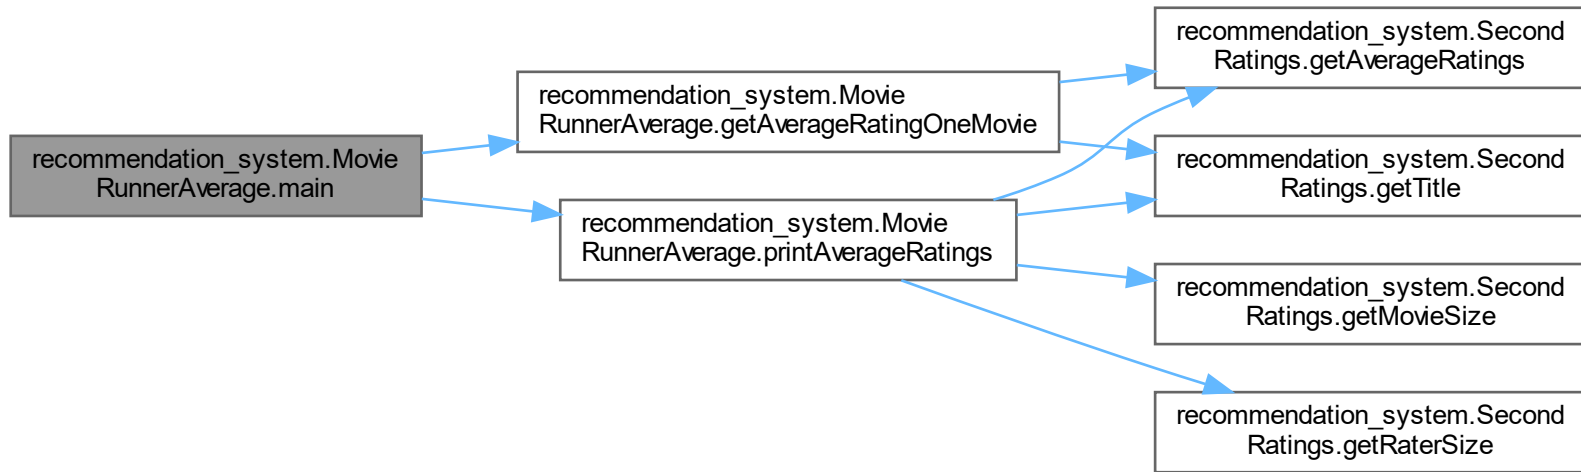 recommendation_system.Movie
RunnerAverage.main
recommendation_system.Movie
RunnerAverage.getAverageRatingOneMovie
recommendation_system.Movie
RunnerAverage.printAverageRatings
recommendation_system.Second
Ratings.getAverageRatings
recommendation_system.Second
Ratings.getTitle
recommendation_system.Second
Ratings.getMovieSize
recommendation_system.Second
Ratings.getRaterSize